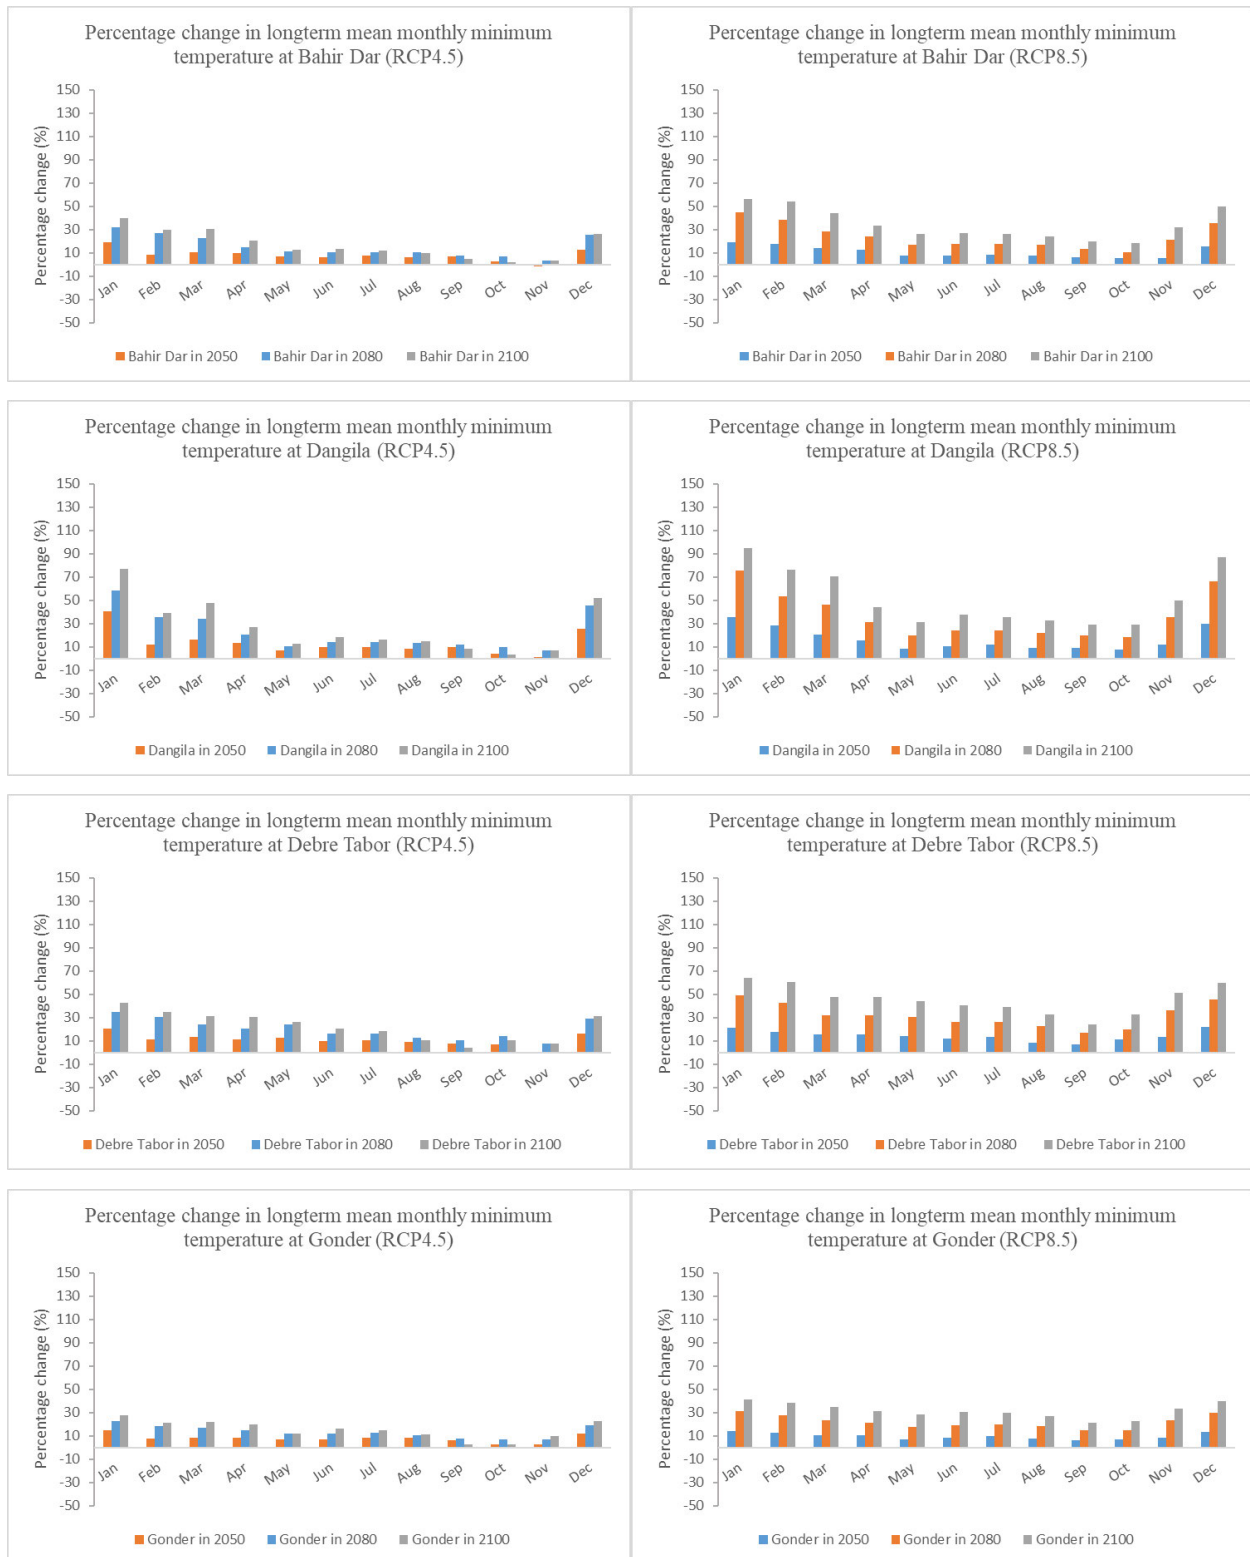 Percentage change in longterm mean monthly minimum
temperature at Bahir Dar (RCP4.5)
Percentage change (%)
150
130
110
90
70
50
30
10
-10
-30
-50
Jan Feb Mar Apr May Jun Jul Aug Sep Oct Nov Dec
Bahir Dar in 2050 Bahir Dar in 2080 Bahir Dar in 2100
Percentage change in longterm mean monthly minimum
temperature at Bahir Dar (RCP8.5)
Percentage change (%)
150
130
110
90
70
50
30
10
-10
-30
-50
Jan Feb Mar Apr May Jun Jul Aug Sep Oct Nov Dec
Bahir Dar in 2050 Bahir Dar in 2080 Bahir Dar in 2100
Percentage change in longterm mean monthly minimum
temperature at Dangila (RCP4.5)
Percentage change (%)
150
130
110
90
70
50
30
10
-10
-30
-50
Jan Feb Mar Apr May Jun Jul Aug Sep Oct Nov Dec
Dangila in 2050 Dangila in 2080 Dangila in 2100
Percentage change in longterm mean monthly minimum
temperature at Dangila (RCP8.5)
Percentage change (%)
150
130
110
90
70
50
30
10
-10
-30
-50
Jan Feb Mar Apr May Jun Jul Aug Sep Oct Nov Dec
Dangila in 2050 Dangila in 2080 Dangila in 2100
Percentage change in longterm mean monthly minimum
temperature at Debre Tabor (RCP4.5)
Percentage change (%)
150
130
110
90
70
50
30
10
-10
-30
-50
Jan Feb Mar Apr May Jun Jul Aug Sep Oct Nov Dec
Debre Tabor in 2050 Debre Tabor in 2080 Debre Tabor in 2100
Percentage change in longterm mean monthly minimum
temperature at Debre Tabor (RCP8.5)
Percentage change (%)
150
130
110
90
70
50
30
10
-10
-30
-50
Jan Feb Mar Apr May Jun Jul Aug Sep Oct Nov Dec
Debre Tabor in 2050 Debre Tabor in 2080 Debre Tabor in 2100
Percentage change in longterm mean monthly minimum
temperature at Gonder (RCP4.5)
Percentage change (%)
150
130
110
90
70
50
30
10
-10
-30
-50
Jan Feb Mar Apr May Jun Jul Aug Sep Oct Nov Dec
Gonder in 2050 Gonder in 2080 Gonder in 2100
Percentage change in longterm mean monthly minimum
temperature at Gonder (RCP8.5)
Percentage change (%)
150
130
110
90
70
50
30
10
-10
-30
-50
Jan Feb Mar Apr May Jun Jul Aug Sep Oct Nov Dec
Gonder in 2050 Gonder in 2080 Gonder in 2100